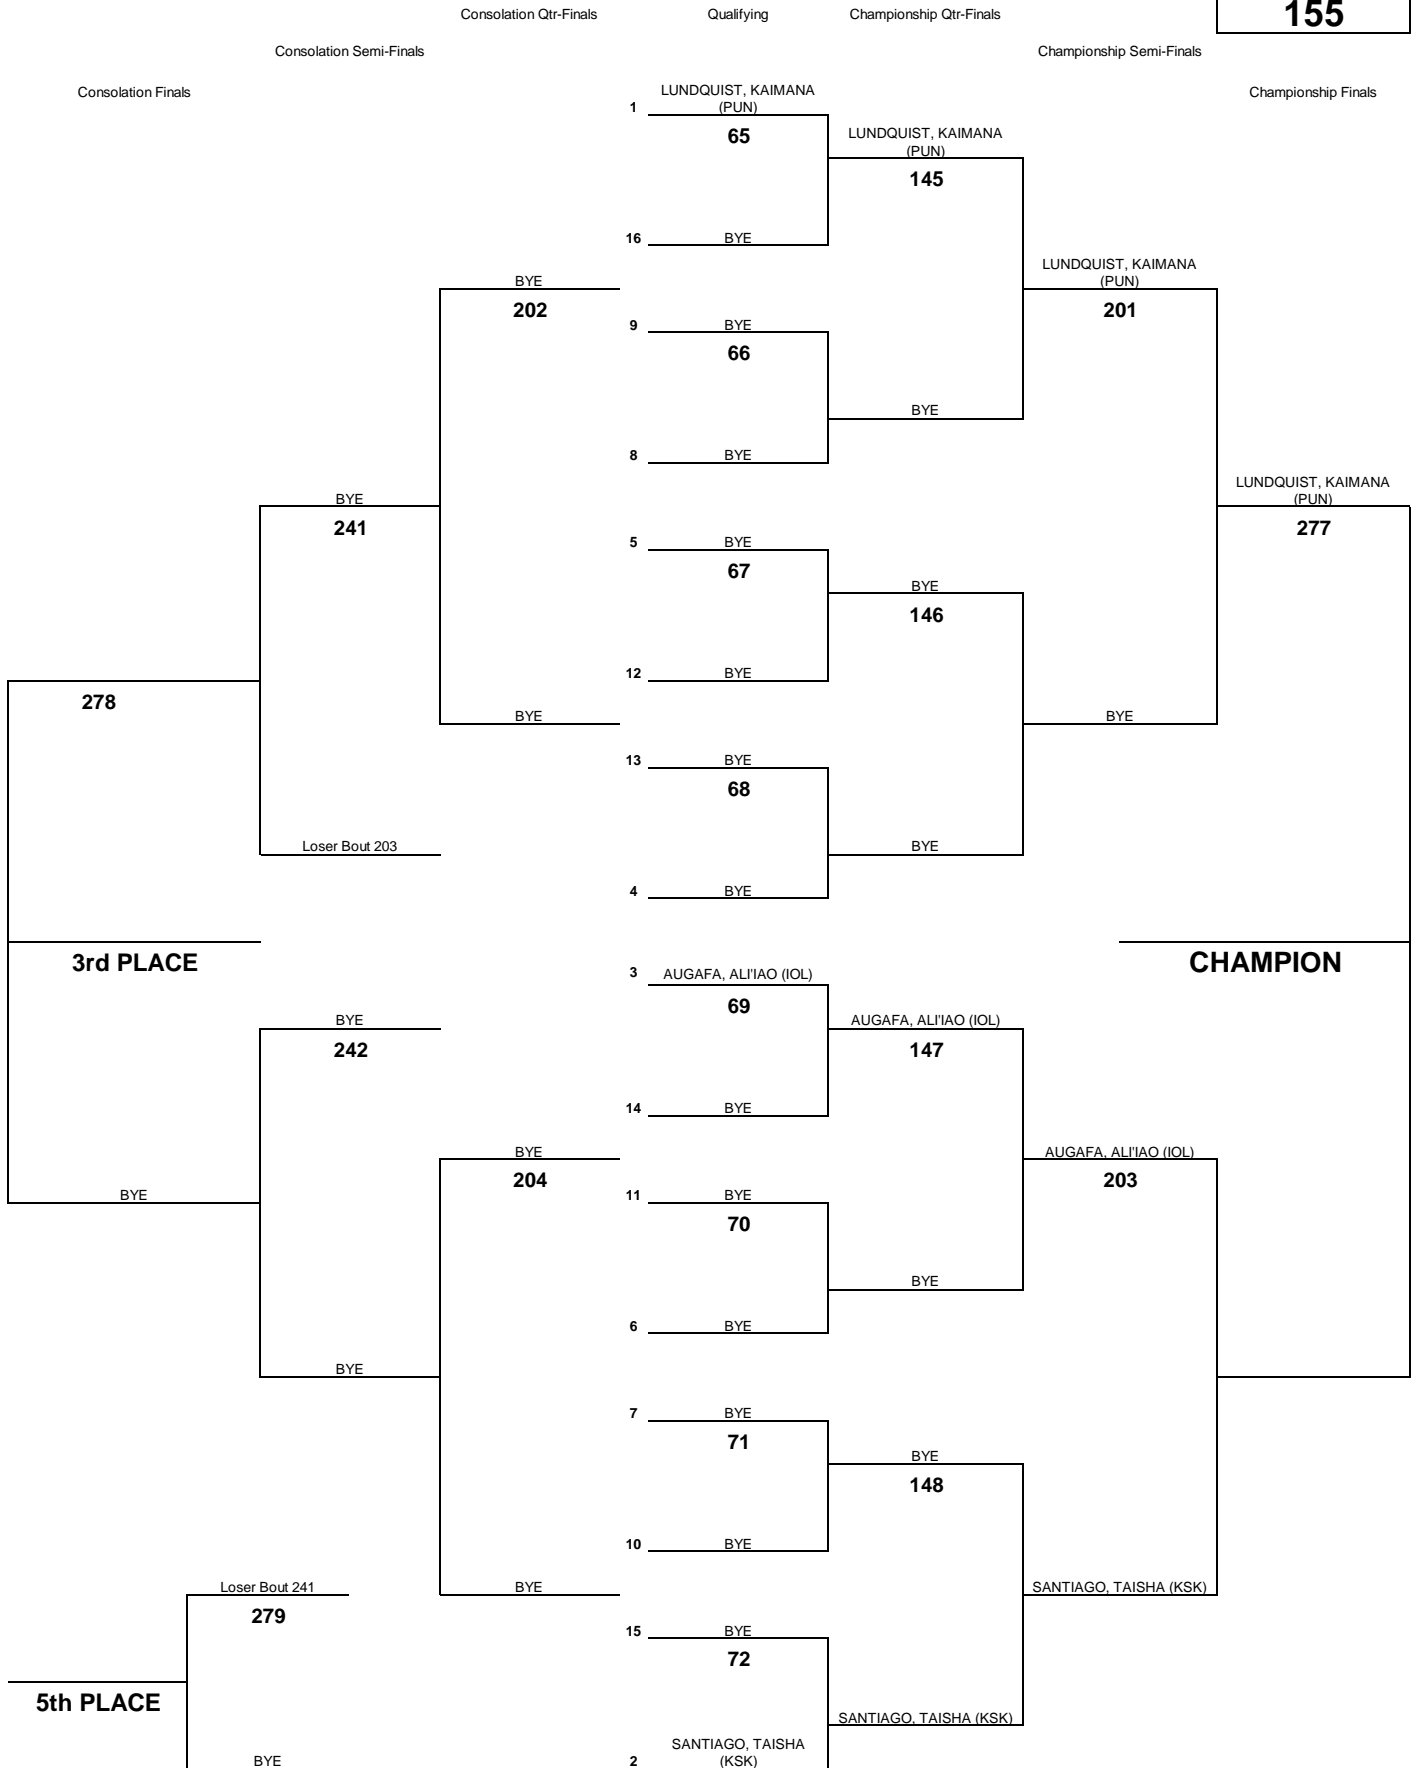 Consolation Qtr-Finals Qualifying Championship Qtr-Finals 155
Consolation Semi-Finals Championship Semi-Finals
Consolation Finals Championship Finals
LUNDQUIST, KAIMANA
1 (PUN)
65
LUNDQUIST, KAIMANA
(PUN)
145
16 BYE
LUNDQUIST, KAIMANA
(PUN)
201
BYE
202
9 BYE
66
BYE
8 BYE
LUNDQUIST, KAIMANA
(PUN)
277
BYE
241
5 BYE
67
BYE
146
12 BYE
278
BYE
BYE
13 BYE
68
Loser Bout 203
BYE
4 BYE
3rd PLACE
CHAMPION
3 AUGAFA, ALI'IAO (IOL)
69
BYE
242
AUGAFA, ALI'IAO (IOL)
147
14 BYE
BYE
204
AUGAFA, ALI'IAO (IOL)
203
BYE
11 BYE
70
BYE
6 BYE
BYE
7 BYE
71
BYE
148
10 BYE
Loser Bout 241
279
BYE
SANTIAGO, TAISHA (KSK)
15 BYE
72
5th PLACE
SANTIAGO, TAISHA (KSK)
SANTIAGO, TAISHA
BYE
2 (KSK)